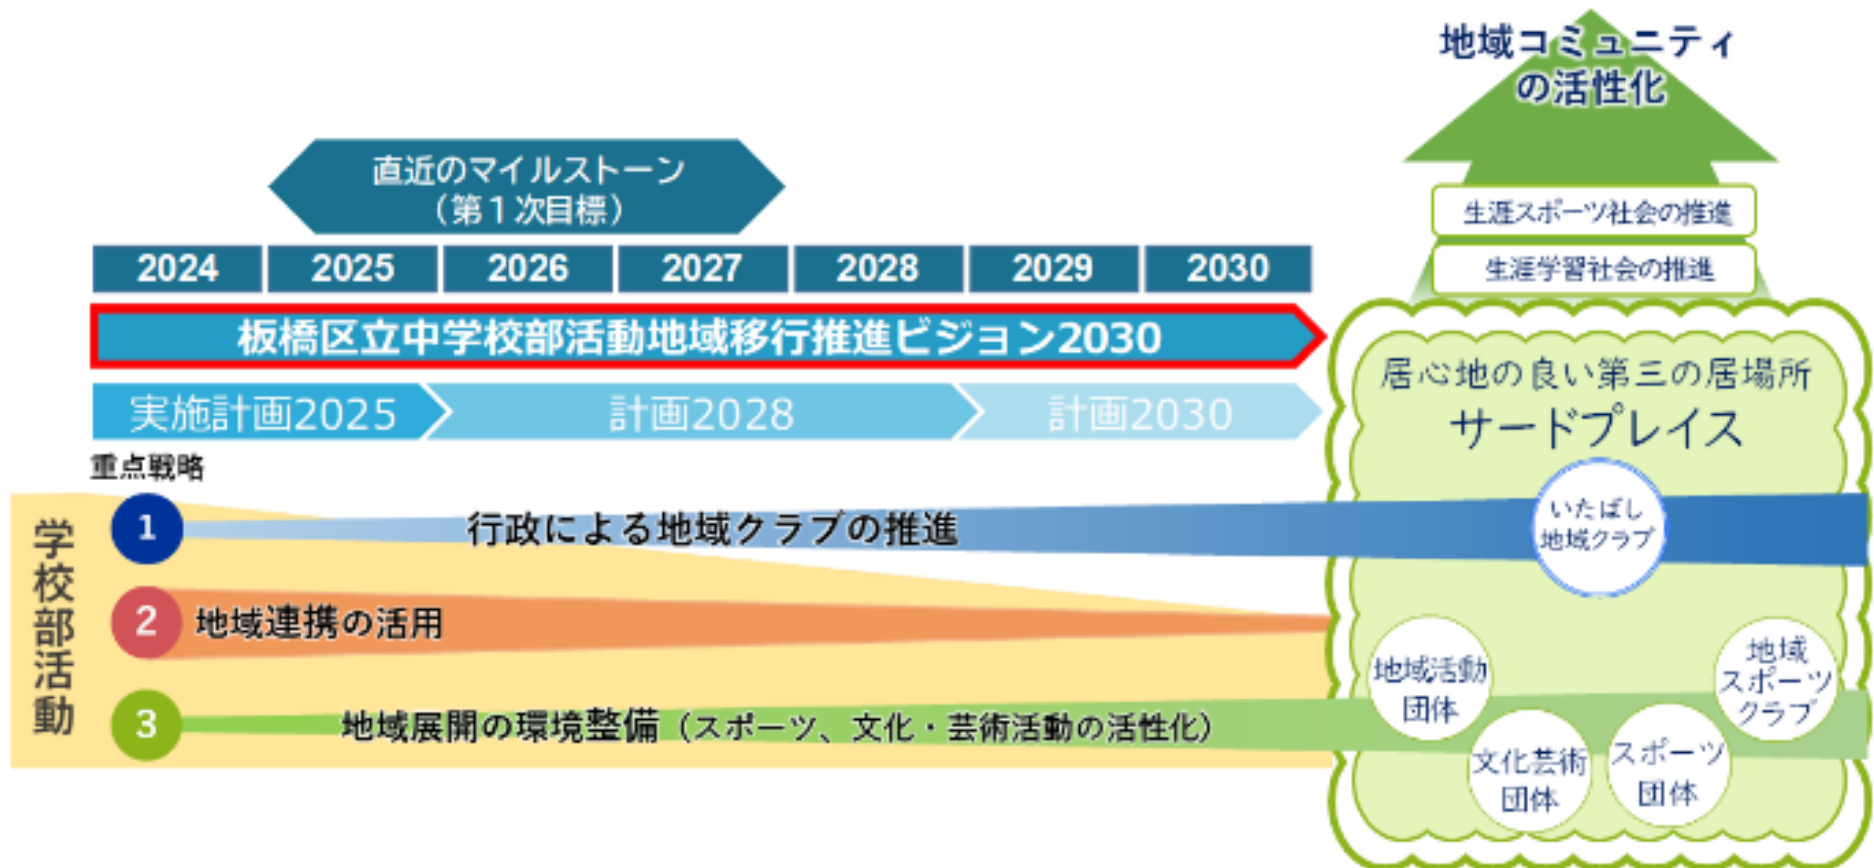 地域コミュニティ
の活性化
直近のマイルストーン
（第１次目標）
生涯スポーツ社会の推進
生涯学習社会の推進
2024 2025 2026 2027 2028 2029 2030
板橋区立中学校部活動地域移行推進ビジョン2030
実施計画2025 計画2028 計画2030
居心地の良い第三の居場所
サードプレイス
重点戦略
学校部活動
1 行政による地域クラブの推進
いたばし
地域クラブ
2 地域連携の活用
3 地域展開の環境整備（スポーツ、文化・芸術活動の活性化）
地域活動
団体
文化芸術
団体
スポーツ
団体
地域
スポーツ
クラブ